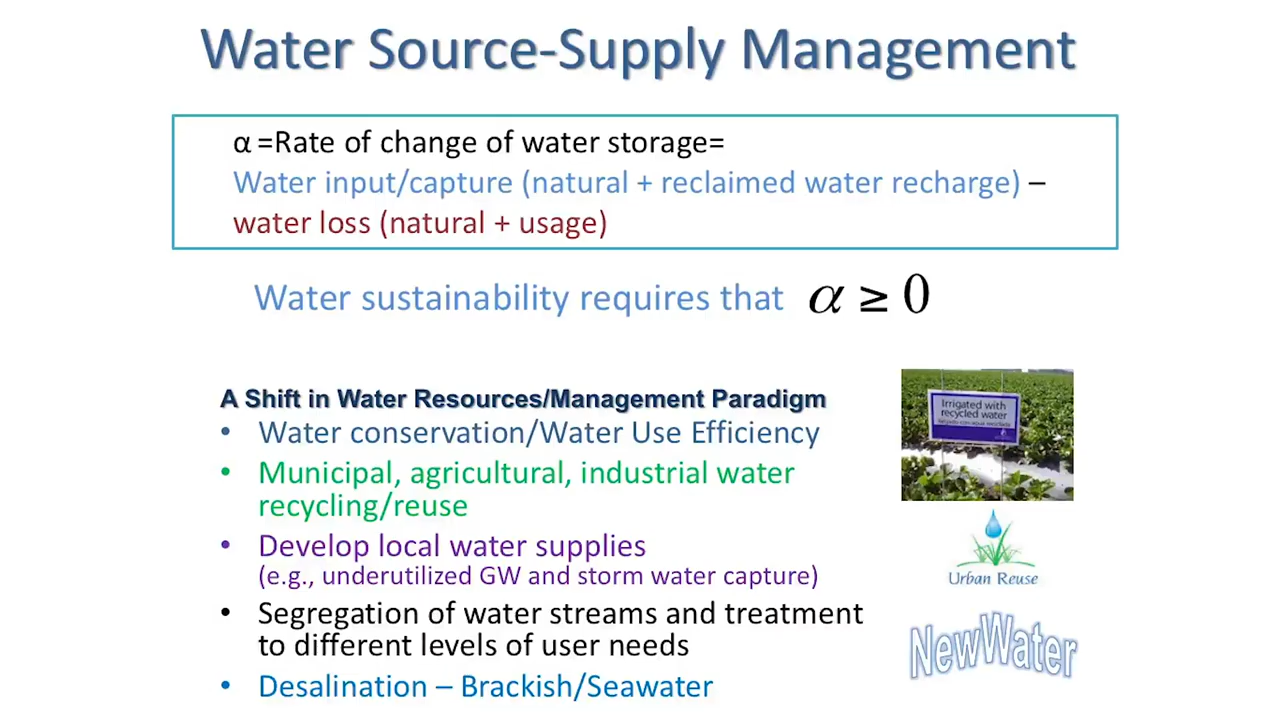 Water Source-Supply Management
α =Rate of change of water storage=
Water input/capture (natural + reclaimed water recharge) –
water loss (natural + usage)
Water sustainability requires that α ≥ 0
A Shift in Water Resources/Management Paradigm
• Water conservation/Water Use Efficiency
• Municipal, agricultural, industrial water
recycling/reuse
• Develop local water supplies
(e.g., underutilized GW and storm water capture)
• Segregation of water streams and treatment
to different levels of user needs
• Desalination – Brackish/Seawater
Irrigated with
recycled water
Urban Reuse
NewWater